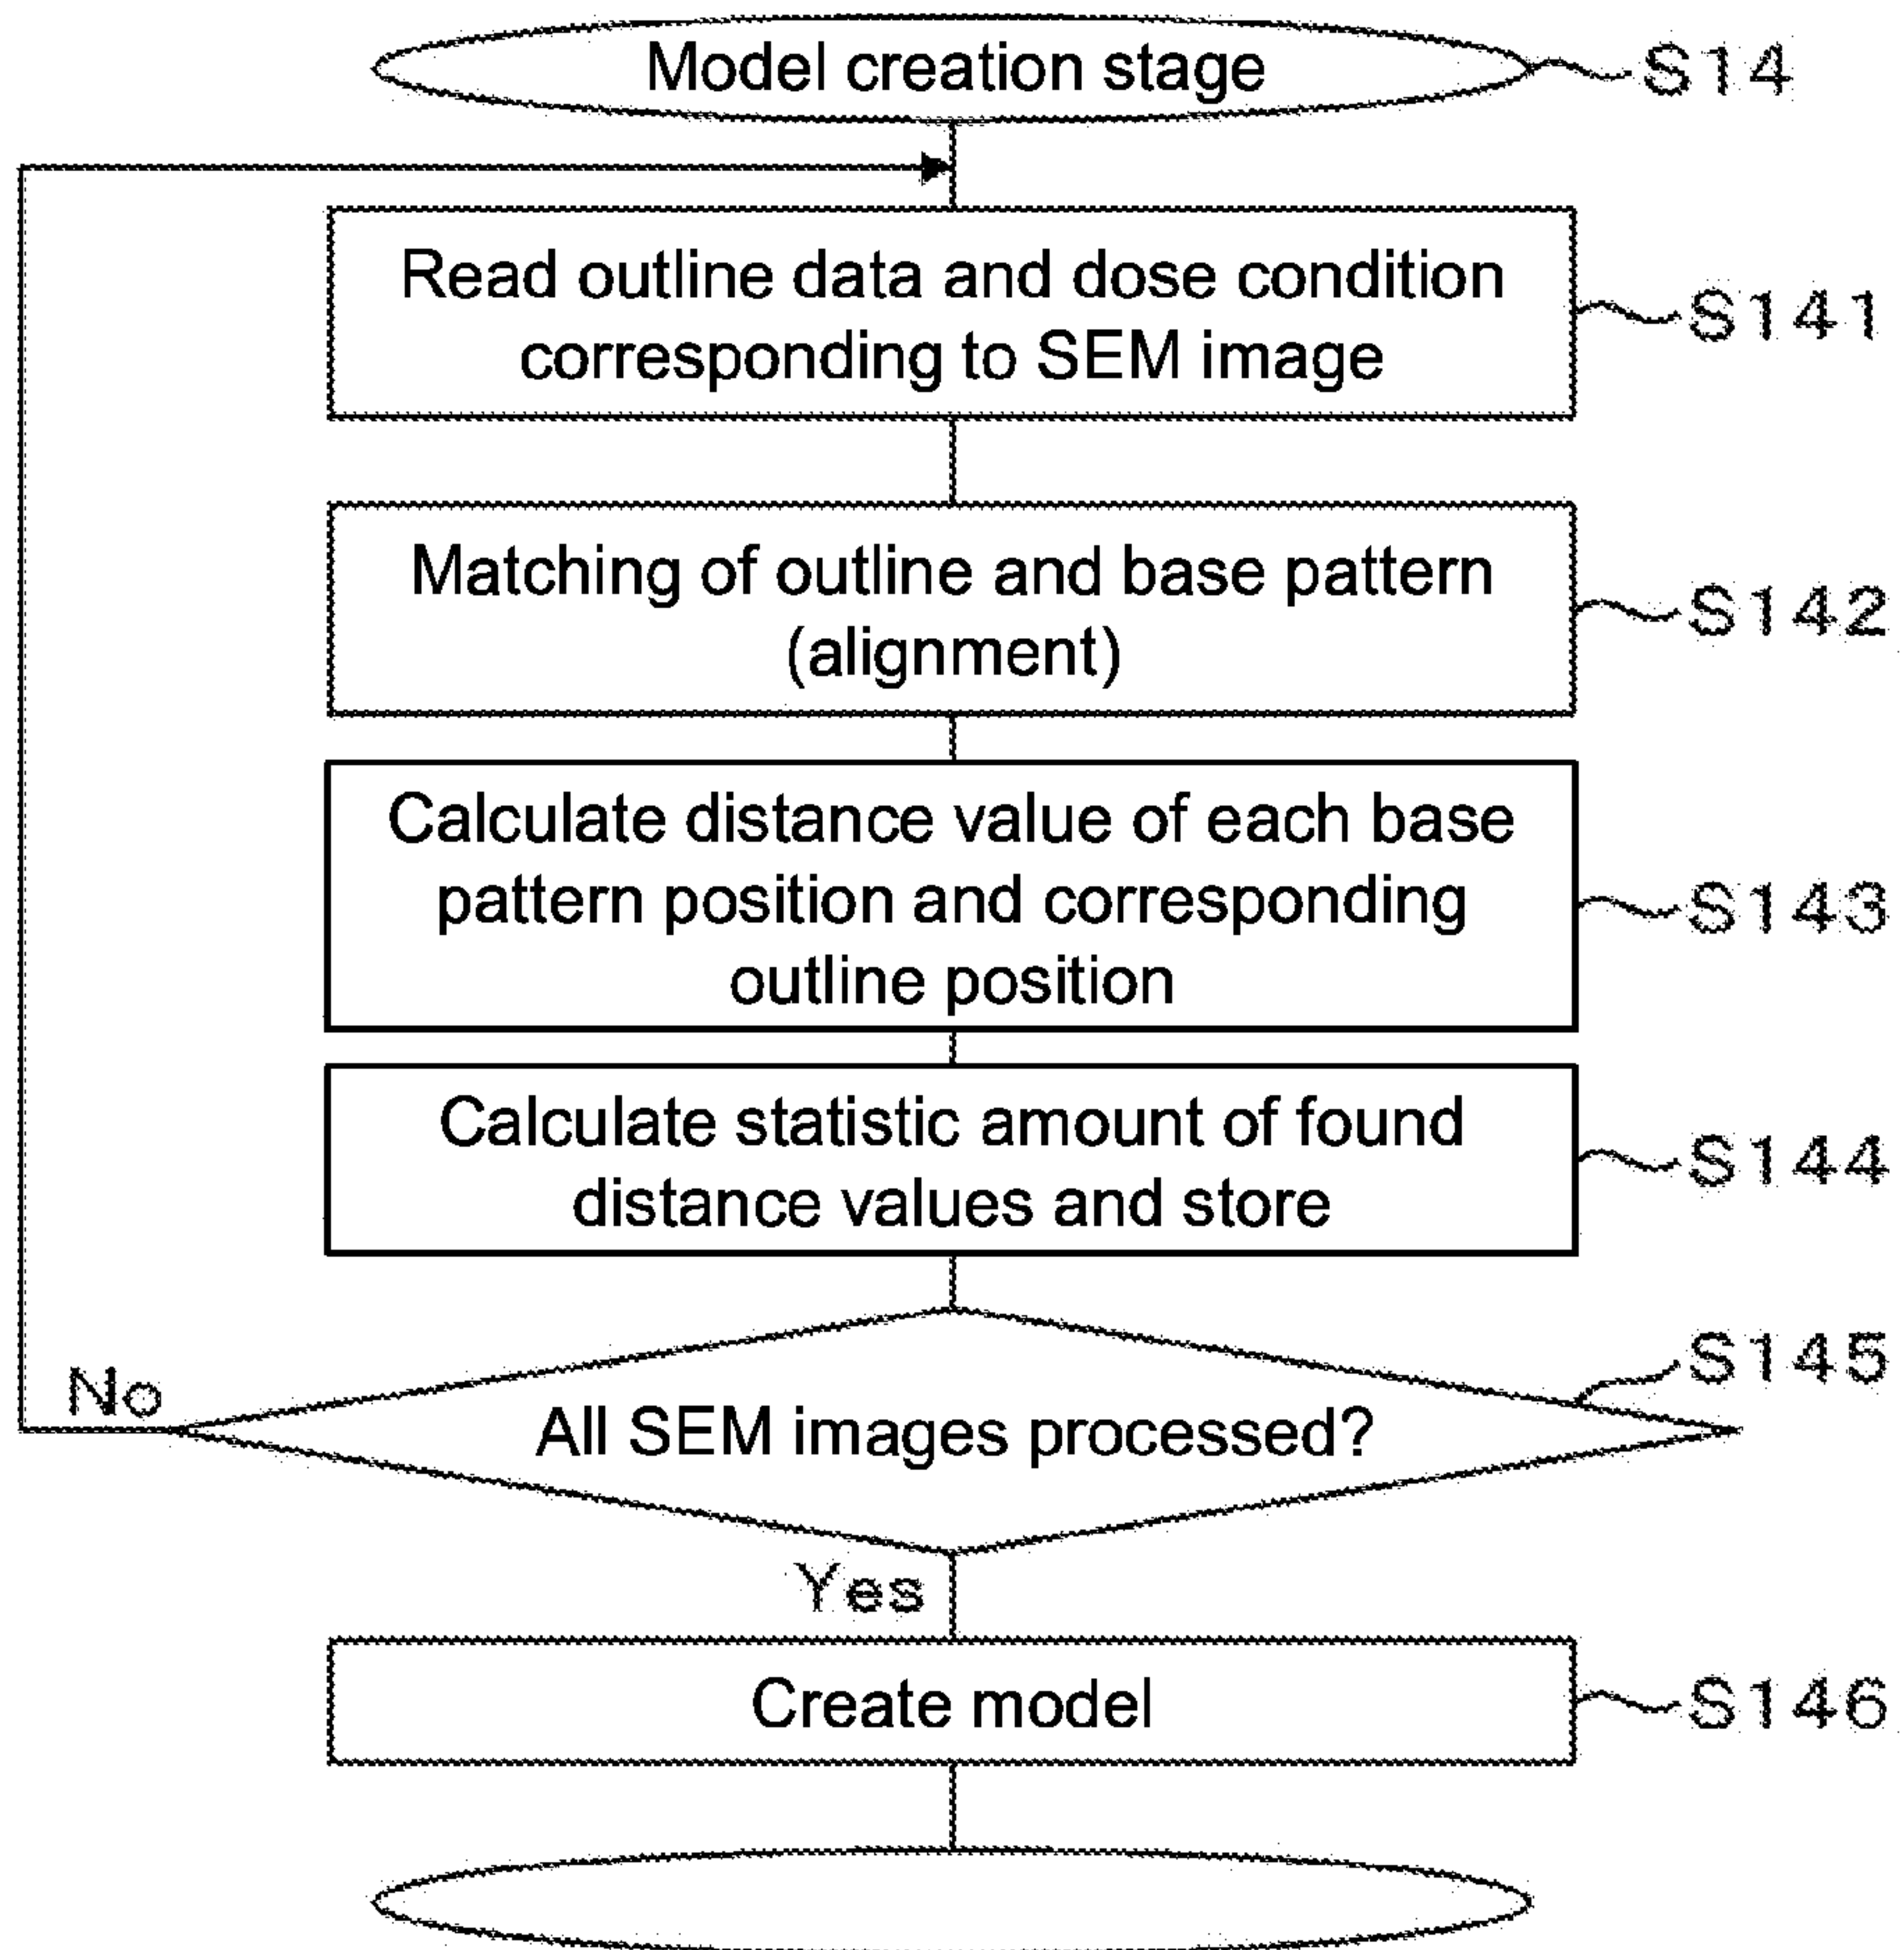 Model creation stage
S14
Read outline data and dose condition
corresponding to SEM image
S141
Matching of outline and base pattern
(alignment)
S142
Calculate distance value of each base
pattern position and corresponding
outline position
S143
Calculate statistic amount of found
distance values and store
S144
S145
No
All SEM images processed?
Yes
Create model
S146